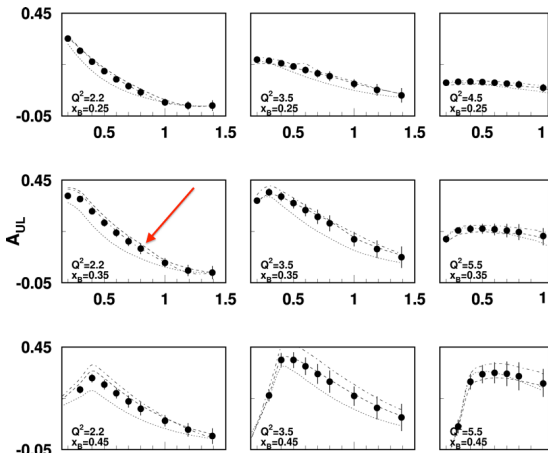 0.45
-0.05
Q²=2.2
x_B=0.25
0.5 1 1.5
Q²=3.5
x_B=0.25
0.5 1 1.5
Q²=4.5
x_B=0.25
0.5 1
A_UL
0.45
-0.05
Q²=2.2
x_B=0.35
0.5 1 1.5
Q²=3.5
x_B=0.35
0.5 1 1.5
Q²=5.5
x_B=0.35
0.5 1
0.45
-0.05
Q²=2.2
x_B=0.45
Q²=3.5
x_B=0.45
Q²=5.5
x_B=0.45